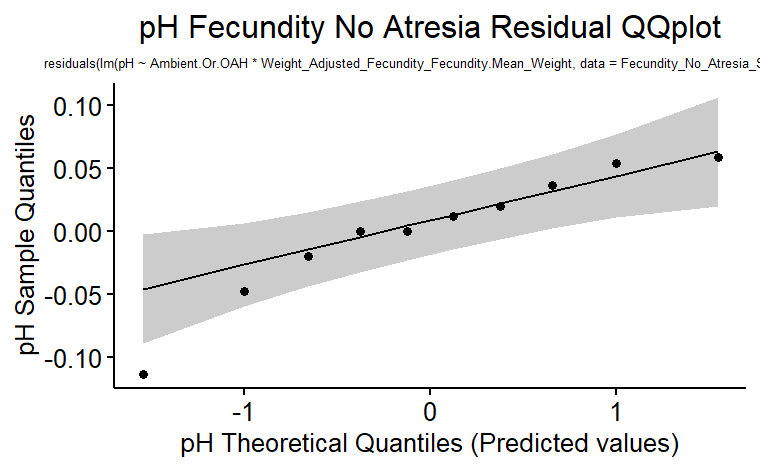 pH Fecundity No Atresia Residual QQplot
residuals(lm(pH ~ Ambient.Or.OAH * Weight_Adjusted_Fecundity_Fecundity.Mean_Weight, data = Fecundity_No_Atresia_S
pH Sample Quantiles
0.10
0.05
0.00
-0.05
-0.10
-1 0 1
pH Theoretical Quantiles (Predicted values)